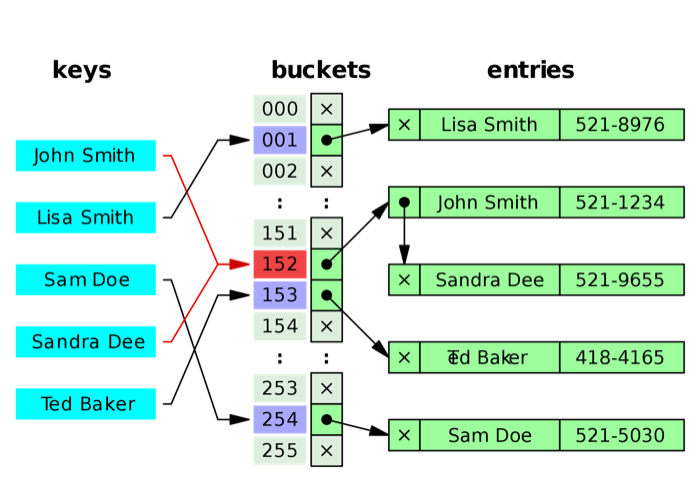 keys
buckets
entries
John Smith
Lisa Smith
Sam Doe
Sandra Dee
Ted Baker
000 ×
001
002 ×
: :
151 ×
152
153
154 ×
: :
253 ×
254
255 ×
× Lisa Smith 521-8976
John Smith 521-1234
× Sandra Dee 521-9655
× Ted Baker 418-4165
× Sam Doe 521-5030